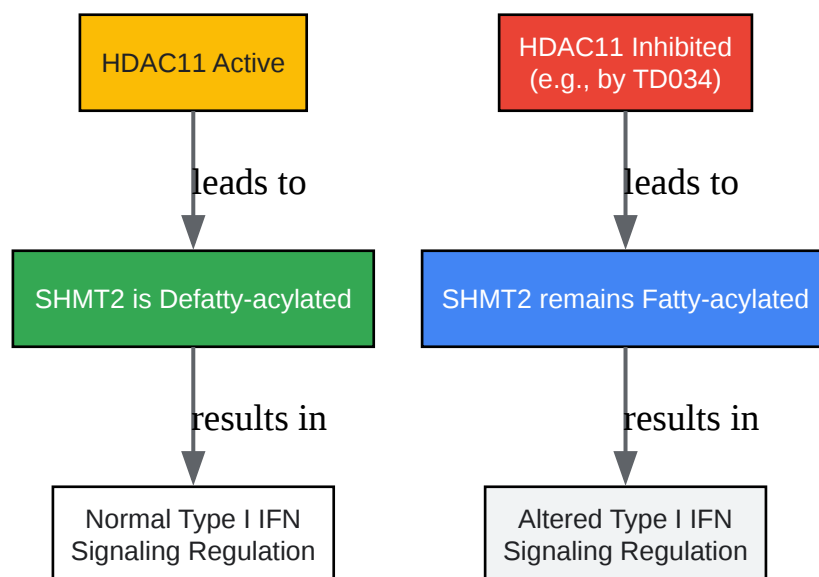 HDAC11 Active
leads to
SHMT2 is Defatty-acylated
results in
Normal Type I IFN
Signaling Regulation
HDAC11 Inhibited
(e.g., by TD034)
leads to
SHMT2 remains Fatty-acylated
results in
Altered Type I IFN
Signaling Regulation